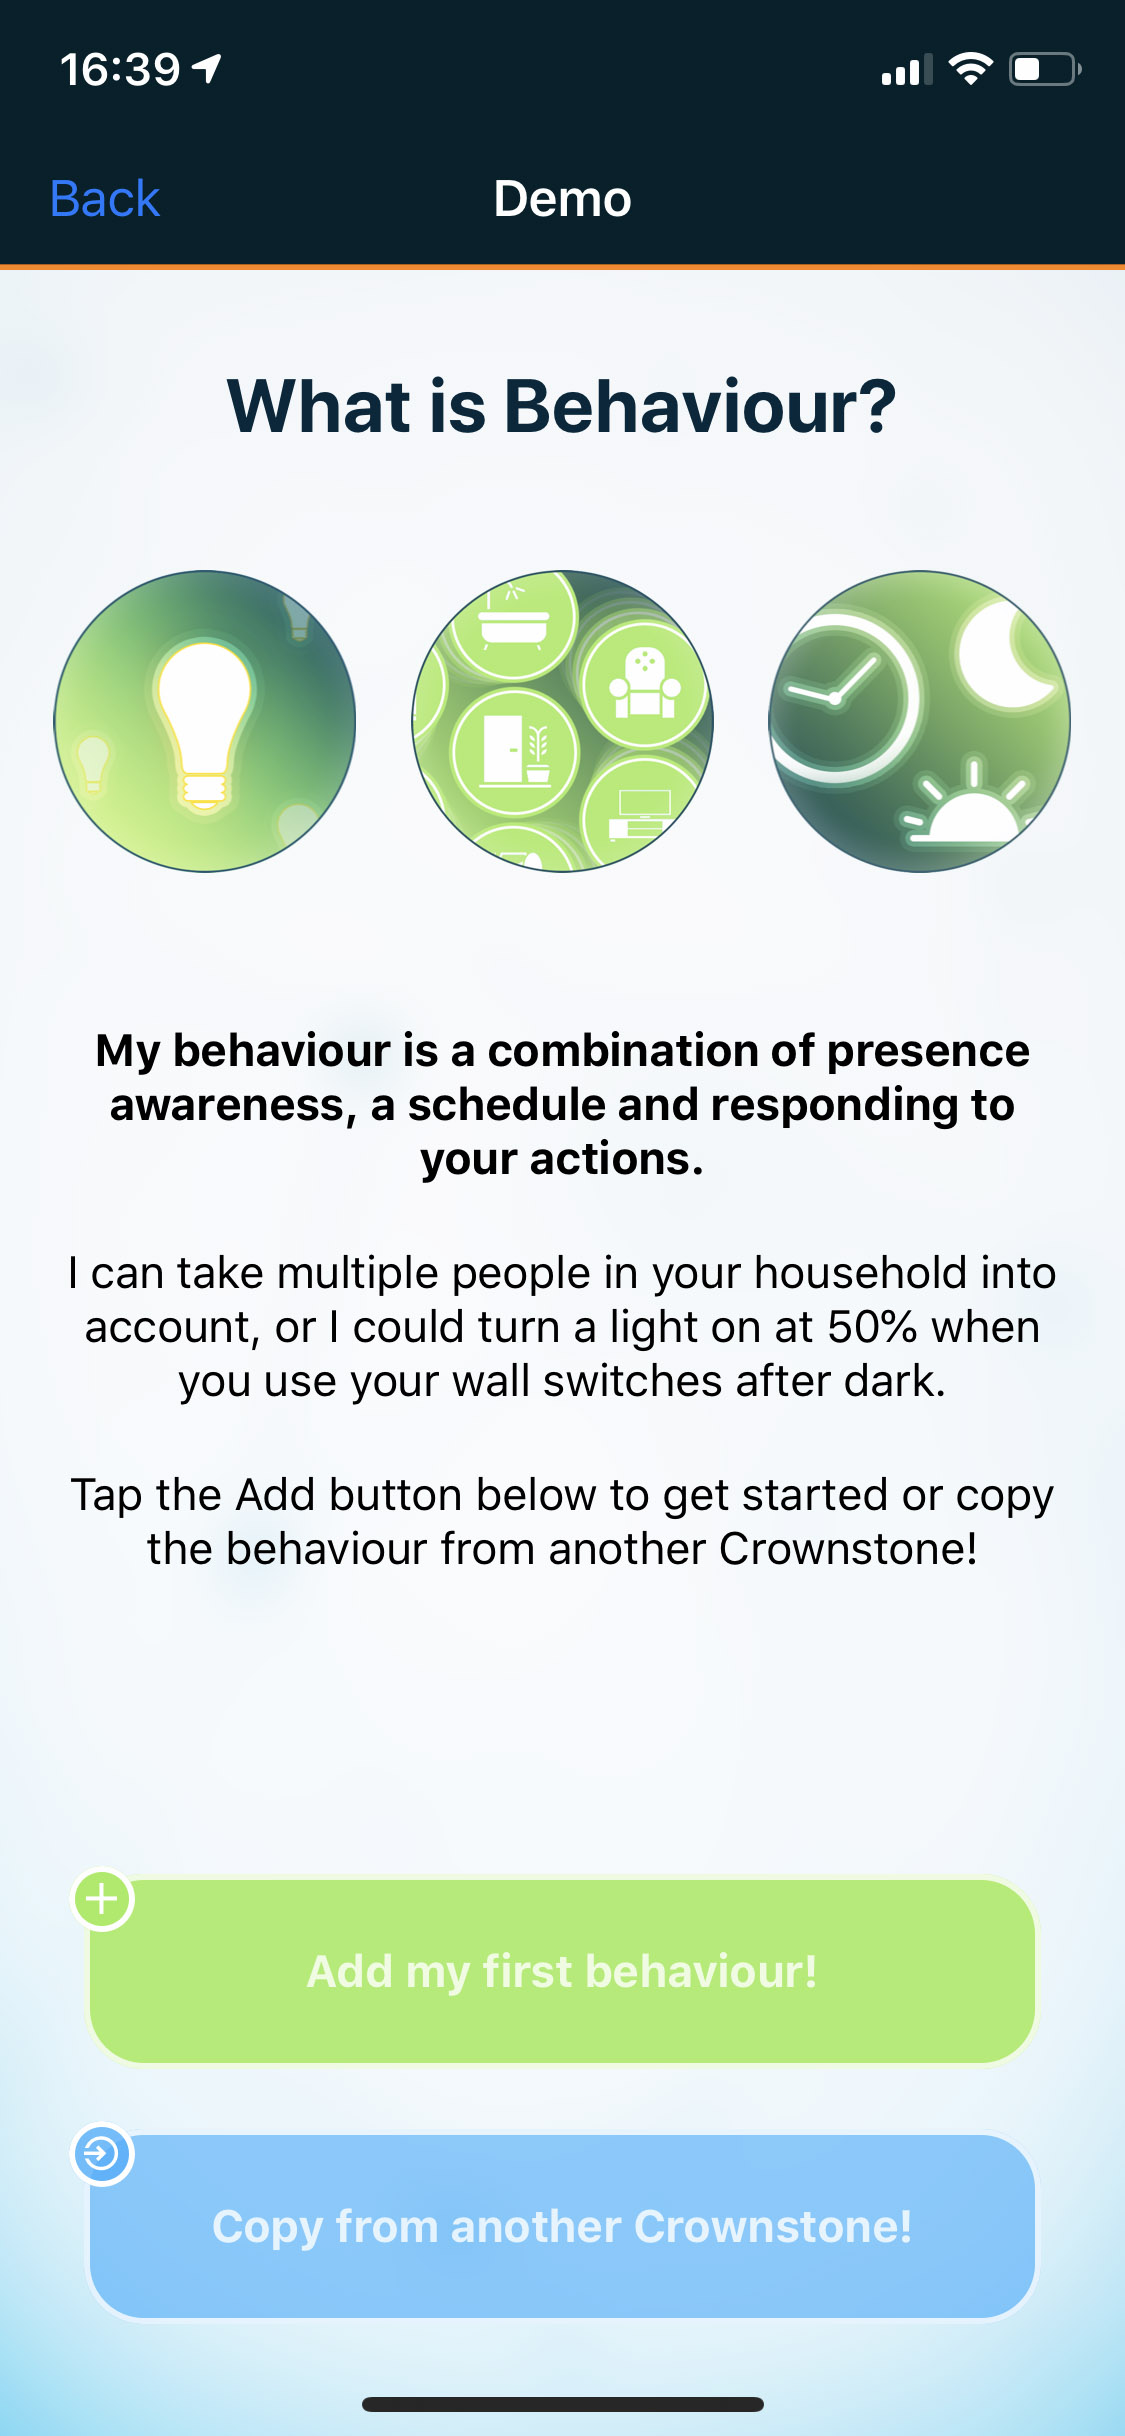 16:39
Back
Demo
What is Behaviour?
My behaviour is a combination of presence
awareness, a schedule and responding to
your actions.
I can take multiple people in your household into
account, or I could turn a light on at 50% when
you use your wall switches after dark.
Tap the Add button below to get started or copy
the behaviour from another Crownstone!
Add my first behaviour!
Copy from another Crownstone!